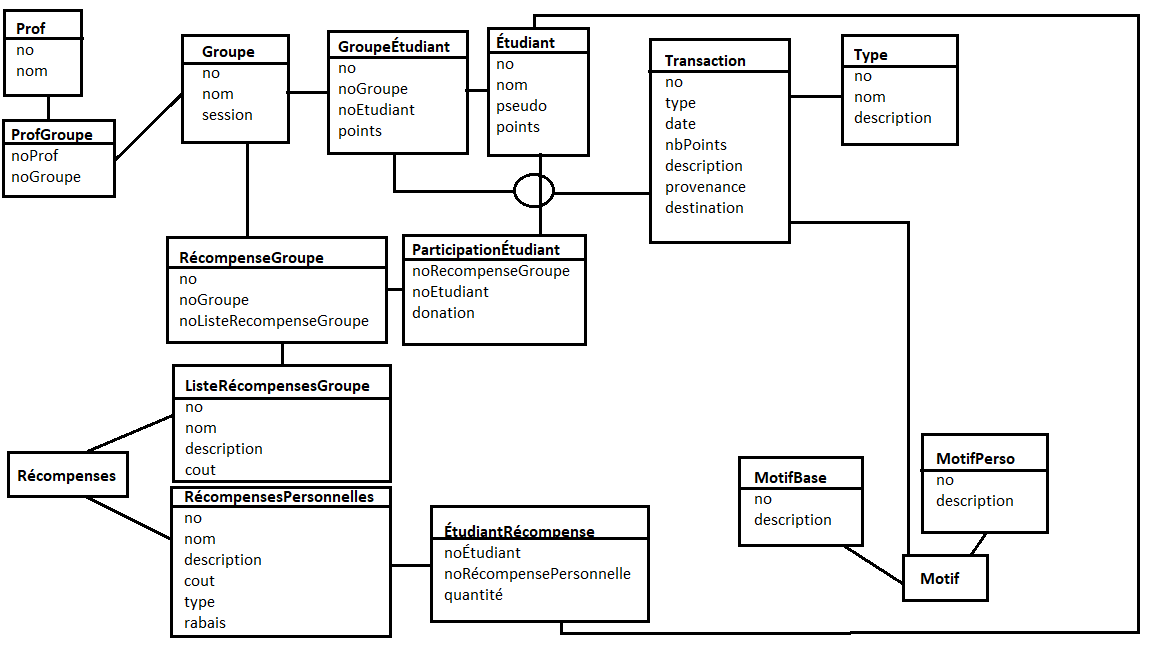 Prof
no
nom
ProfGroupe
noProf
noGroupe
Groupe
no
nom
session
GroupeÉtudiant
no
noGroupe
noEtudiant
points
Étudiant
no
nom
pseudo
points
Transaction
no
type
date
nbPoints
description
provenance
destination
Type
no
nom
description
RécompenseGroupe
no
noGroupe
noListeRecompenseGroupe
ParticipationÉtudiant
noRecompenseGroupe
noEtudiant
donation
ListeRécompensesGroupe
no
nom
description
cout
Récompenses
RécompensesPersonnelles
no
nom
description
cout
type
rabais
ÉtudiantRécompense
noÉtudiant
noRécompensePersonnelle
quantité
MotifBase
no
description
MotifPerso
no
description
Motif